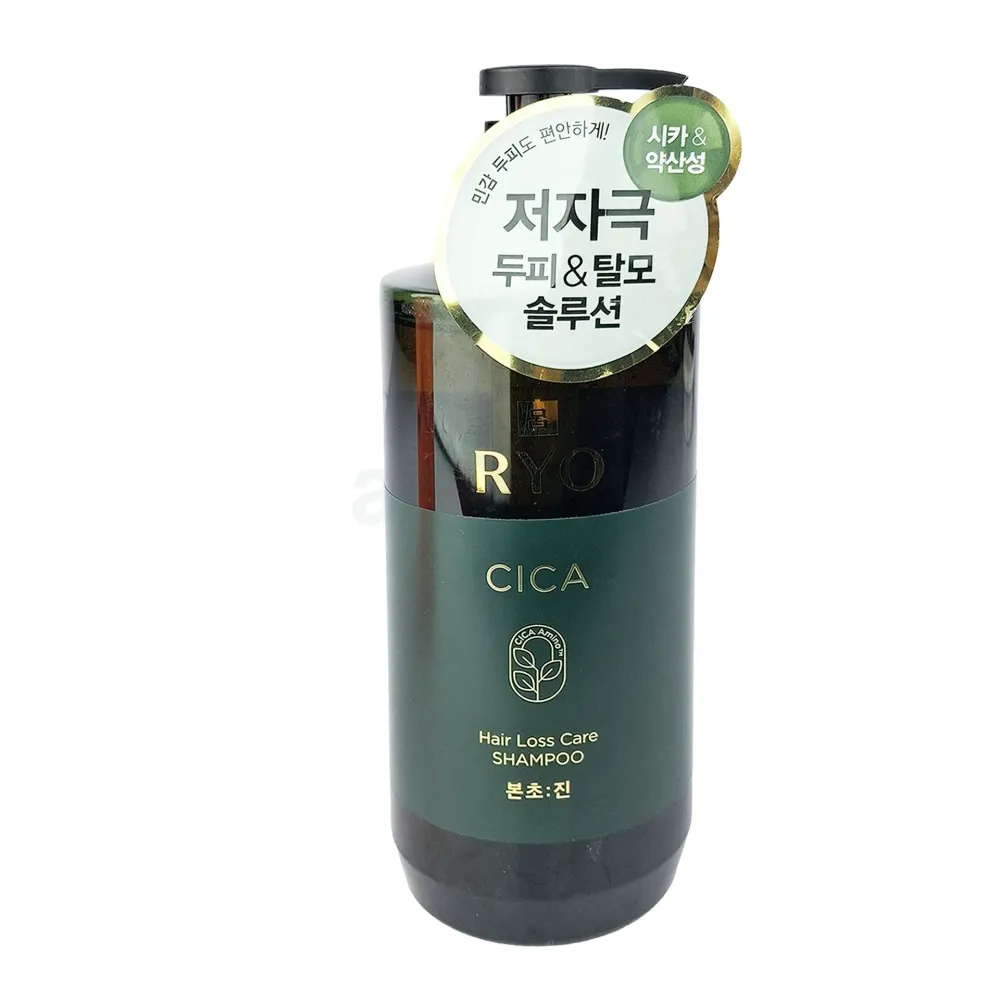 민감 두피도 편안하게!
시카 &
약산성
저자극
두피 & 탈모
솔루션
RYO
CICA
CICA Amino™
Hair Loss Care
SHAMPOO
본초:진